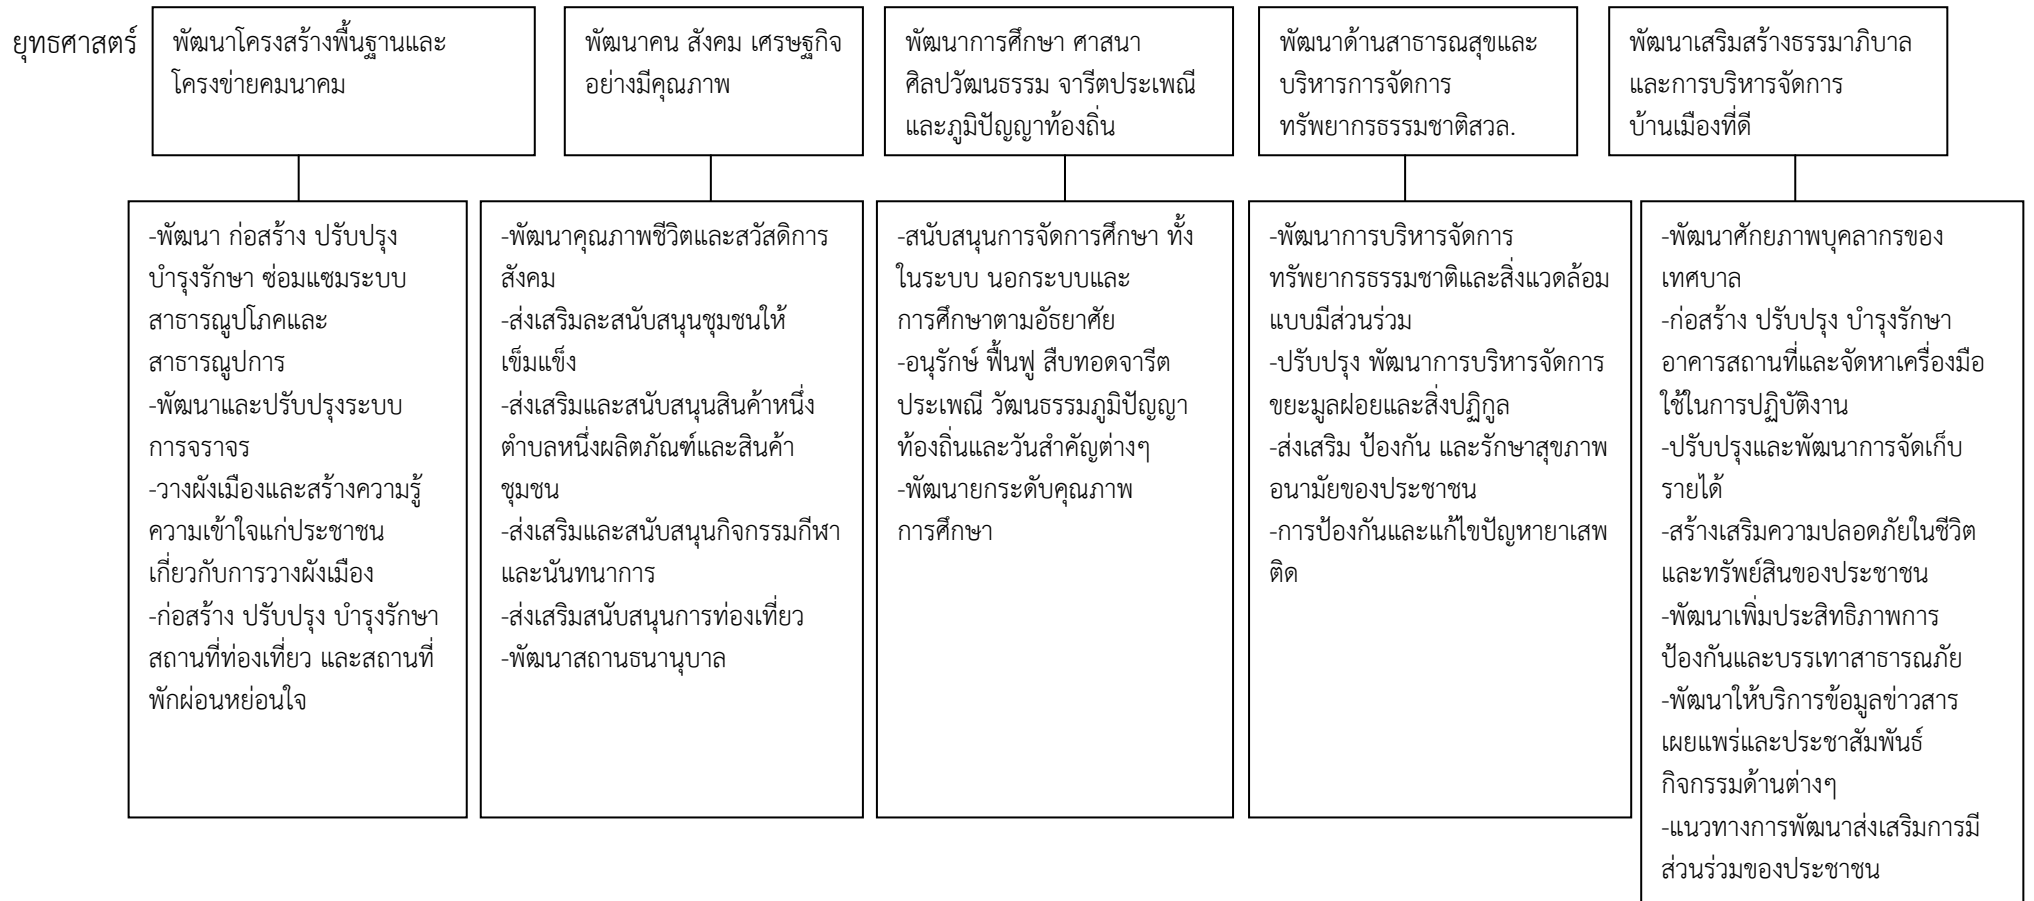 ยุทธศาสตร์
พัฒนาโครงสร้างพื้นฐานและ
โครงข่ายคมนาคม
พัฒนาคน สังคม เศรษฐกิจ
อย่างมีคุณภาพ
พัฒนาการศึกษา ศาสนา
ศิลปวัฒนธรรม จารีตประเพณี
และภูมิปัญญาท้องถิ่น
พัฒนาด้านสาธารณสุขและ
บริหารการจัดการ
ทรัพยากรธรรมชาติสวล.
พัฒนาเสริมสร้างธรรมาภิบาล
และการบริหารจัดการ
บ้านเมืองที่ดี
-พัฒนา ก่อสร้าง ปรับปรุง
บำรุงรักษา ซ่อมแซมระบบ
สาธารณูปโภคและ
สาธารณูปการ
-พัฒนาและปรับปรุงระบบ
การจราจร
-วางผังเมืองและสร้างความรู้
ความเข้าใจแก่ประชาชน
เกี่ยวกับการวางผังเมือง
-ก่อสร้าง ปรับปรุง บำรุงรักษา
สถานที่ท่องเที่ยว และสถานที่
พักผ่อนหย่อนใจ
-พัฒนาคุณภาพชีวิตและสวัสดิการ
สังคม
-ส่งเสริมละสนับสนุนชุมชนให้
เข็มแข็ง
-ส่งเสริมและสนับสนุนสินค้าหนึ่ง
ตำบลหนึ่งผลิตภัณฑ์และสินค้า
ชุมชน
-ส่งเสริมและสนับสนุนกิจกรรมกีฬา
และนันทนาการ
-ส่งเสริมสนับสนุนการท่องเที่ยว
-พัฒนาสถานธนานุบาล
-สนับสนุนการจัดการศึกษา ทั้ง
ในระบบ นอกระบบและ
การศึกษาตามอัธยาศัย
-อนุรักษ์ ฟื้นฟู สืบทอดจารีต
ประเพณี วัฒนธรรมภูมิปัญญา
ท้องถิ่นและวันสำคัญต่างๆ
-พัฒนายกระดับคุณภาพ
การศึกษา
-พัฒนาการบริหารจัดการ
ทรัพยากรธรรมชาติและสิ่งแวดล้อม
แบบมีส่วนร่วม
-ปรับปรุง พัฒนาการบริหารจัดการ
ขยะมูลฝอยและสิ่งปฏิกูล
-ส่งเสริม ป้องกัน และรักษาสุขภาพ
อนามัยของประชาชน
-การป้องกันและแก้ไขปัญหายาเสพ
ติด
-พัฒนาศักยภาพบุคลากรของ
เทศบาล
-ก่อสร้าง ปรับปรุง บำรุงรักษา
อาคารสถานที่และจัดหาเครื่องมือ
ใช้ในการปฏิบัติงาน
-ปรับปรุงและพัฒนาการจัดเก็บ
รายได้
-สร้างเสริมความปลอดภัยในชีวิต
และทรัพย์สินของประชาชน
-พัฒนาเพิ่มประสิทธิภาพการ
ป้องกันและบรรเทาสาธารณภัย
-พัฒนาให้บริการข้อมูลข่าวสาร
เผยแพร่และประชาสัมพันธ์
กิจกรรมด้านต่างๆ
-แนวทางการพัฒนาส่งเสริมการมี
ส่วนร่วมของประชาชน